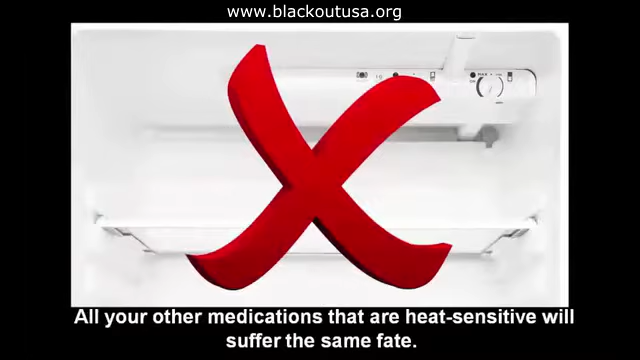 www.blackoutusa.org
All your other medications that are heat-sensitive will
suffer the same fate.